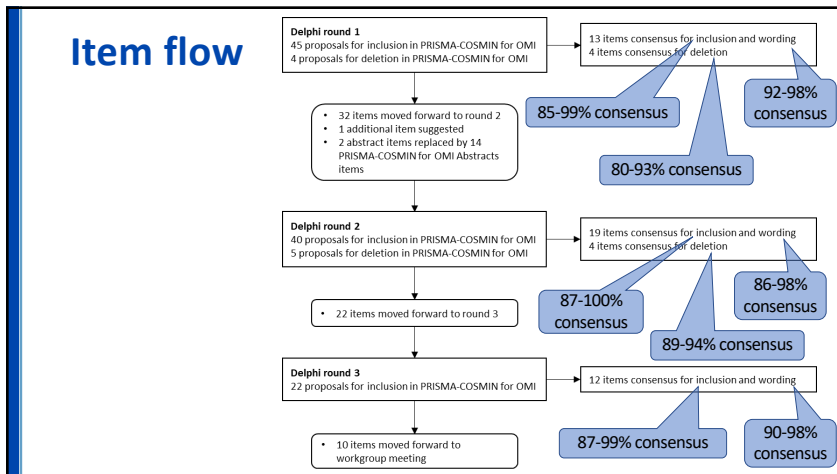 Item flow
Delphi round 1
45 proposals for inclusion in PRISMA-COSMIN for OMI
4 proposals for deletion in PRISMA-COSMIN for OMI
13 items consensus for inclusion and wording
4 items consensus for deletion
85-99% consensus
92-98%
consensus
80-93% consensus
• 32 items moved forward to round 2
• 1 additional item suggested
• 2 abstract items replaced by 14
PRISMA-COSMIN for OMI Abstracts
items
Delphi round 2
40 proposals for inclusion in PRISMA-COSMIN for OMI
5 proposals for deletion in PRISMA-COSMIN for OMI
19 items consensus for inclusion and wording
4 items consensus for deletion
87-100%
consensus
86-98%
consensus
89-94% consensus
• 22 items moved forward to round 3
Delphi round 3
22 proposals for inclusion in PRISMA-COSMIN for OMI
12 items consensus for inclusion and wording
87-99% consensus
90-98%
consensus
• 10 items moved forward to
workgroup meeting